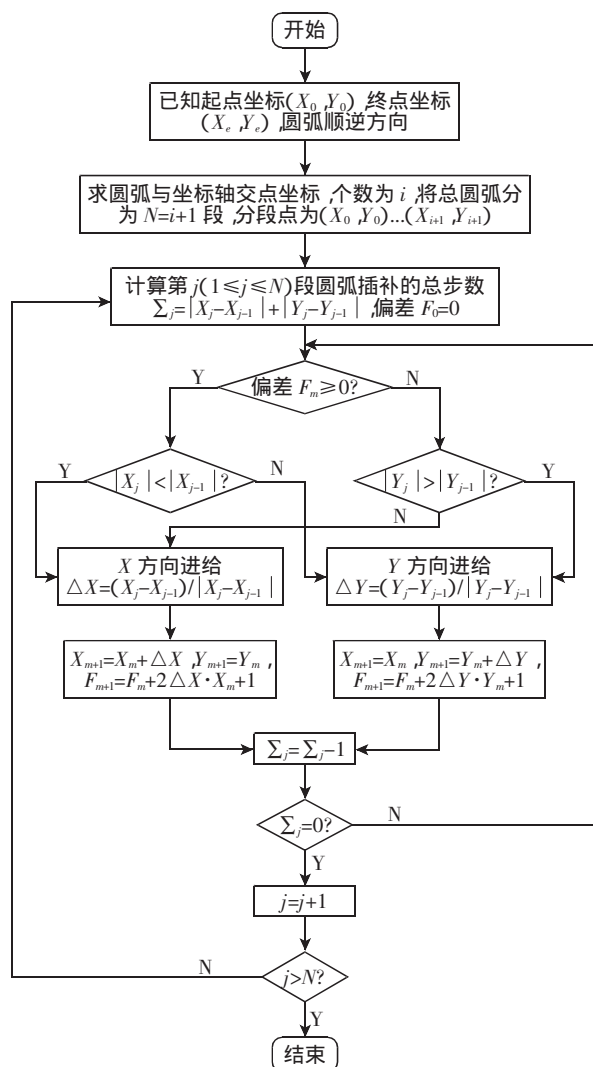 开始
已知起点坐标(X₀,Y₀),终点坐标
(Xₑ,Yₑ),圆弧顺逆方向
求圆弧与坐标轴交点坐标,个数为 i,将总圆弧分
为 N=i+1 段,分段点为(X₀,Y₀)...(Xᵢ₊₁,Yᵢ₊₁)
计算第 j(1≤j≤N)段圆弧插补的总步数
∑ⱼ=|Xⱼ-Xⱼ₋₁|+|Yⱼ-Yⱼ₋₁|,偏差 F₀=0
偏差 Fₘ≥0?
Y
N
|Xⱼ|<|Xⱼ₋₁|?
Y
N
|Yⱼ|>|Yⱼ₋₁|?
Y
N
X 方向进给
△X=(Xⱼ-Xⱼ₋₁)/|Xⱼ-Xⱼ₋₁|
Y 方向进给
△Y=(Yⱼ-Yⱼ₋₁)/|Yⱼ-Yⱼ₋₁|
Xₘ₊₁=Xₘ+△X,Yₘ₊₁=Yₘ,
Fₘ₊₁=Fₘ+2△X·Xₘ+1
Xₘ₊₁=Xₘ,Yₘ₊₁=Yₘ+△Y,
Fₘ₊₁=Fₘ+2△Y·Yₘ+1
∑ⱼ=∑ⱼ-1
∑ⱼ=0?
N
Y
j=j+1
j>N?
N
Y
结束